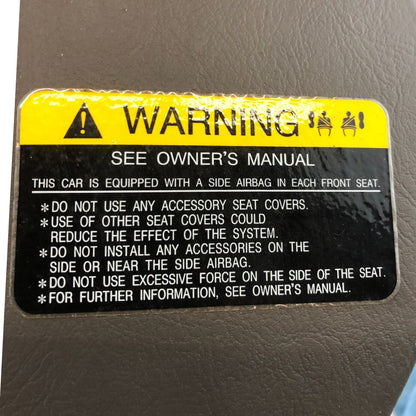 WARNING
SEE OWNER'S MANUAL
THIS CAR IS EQUIPPED WITH A SIDE AIRBAG IN EACH FRONT SEAT.
*DO NOT USE ANY ACCESSORY SEAT COVERS.
*USE OF OTHER SEAT COVERS COULD
REDUCE THE EFFECT OF THE SYSTEM.
*DO NOT INSTALL ANY ACCESSORIES ON THE
SIDE OR NEAR THE SIDE AIRBAG.
*DO NOT USE EXCESSIVE FORCE ON THE SIDE OF THE SEAT.
*FOR FURTHER INFORMATION, SEE OWNER'S MANUAL.